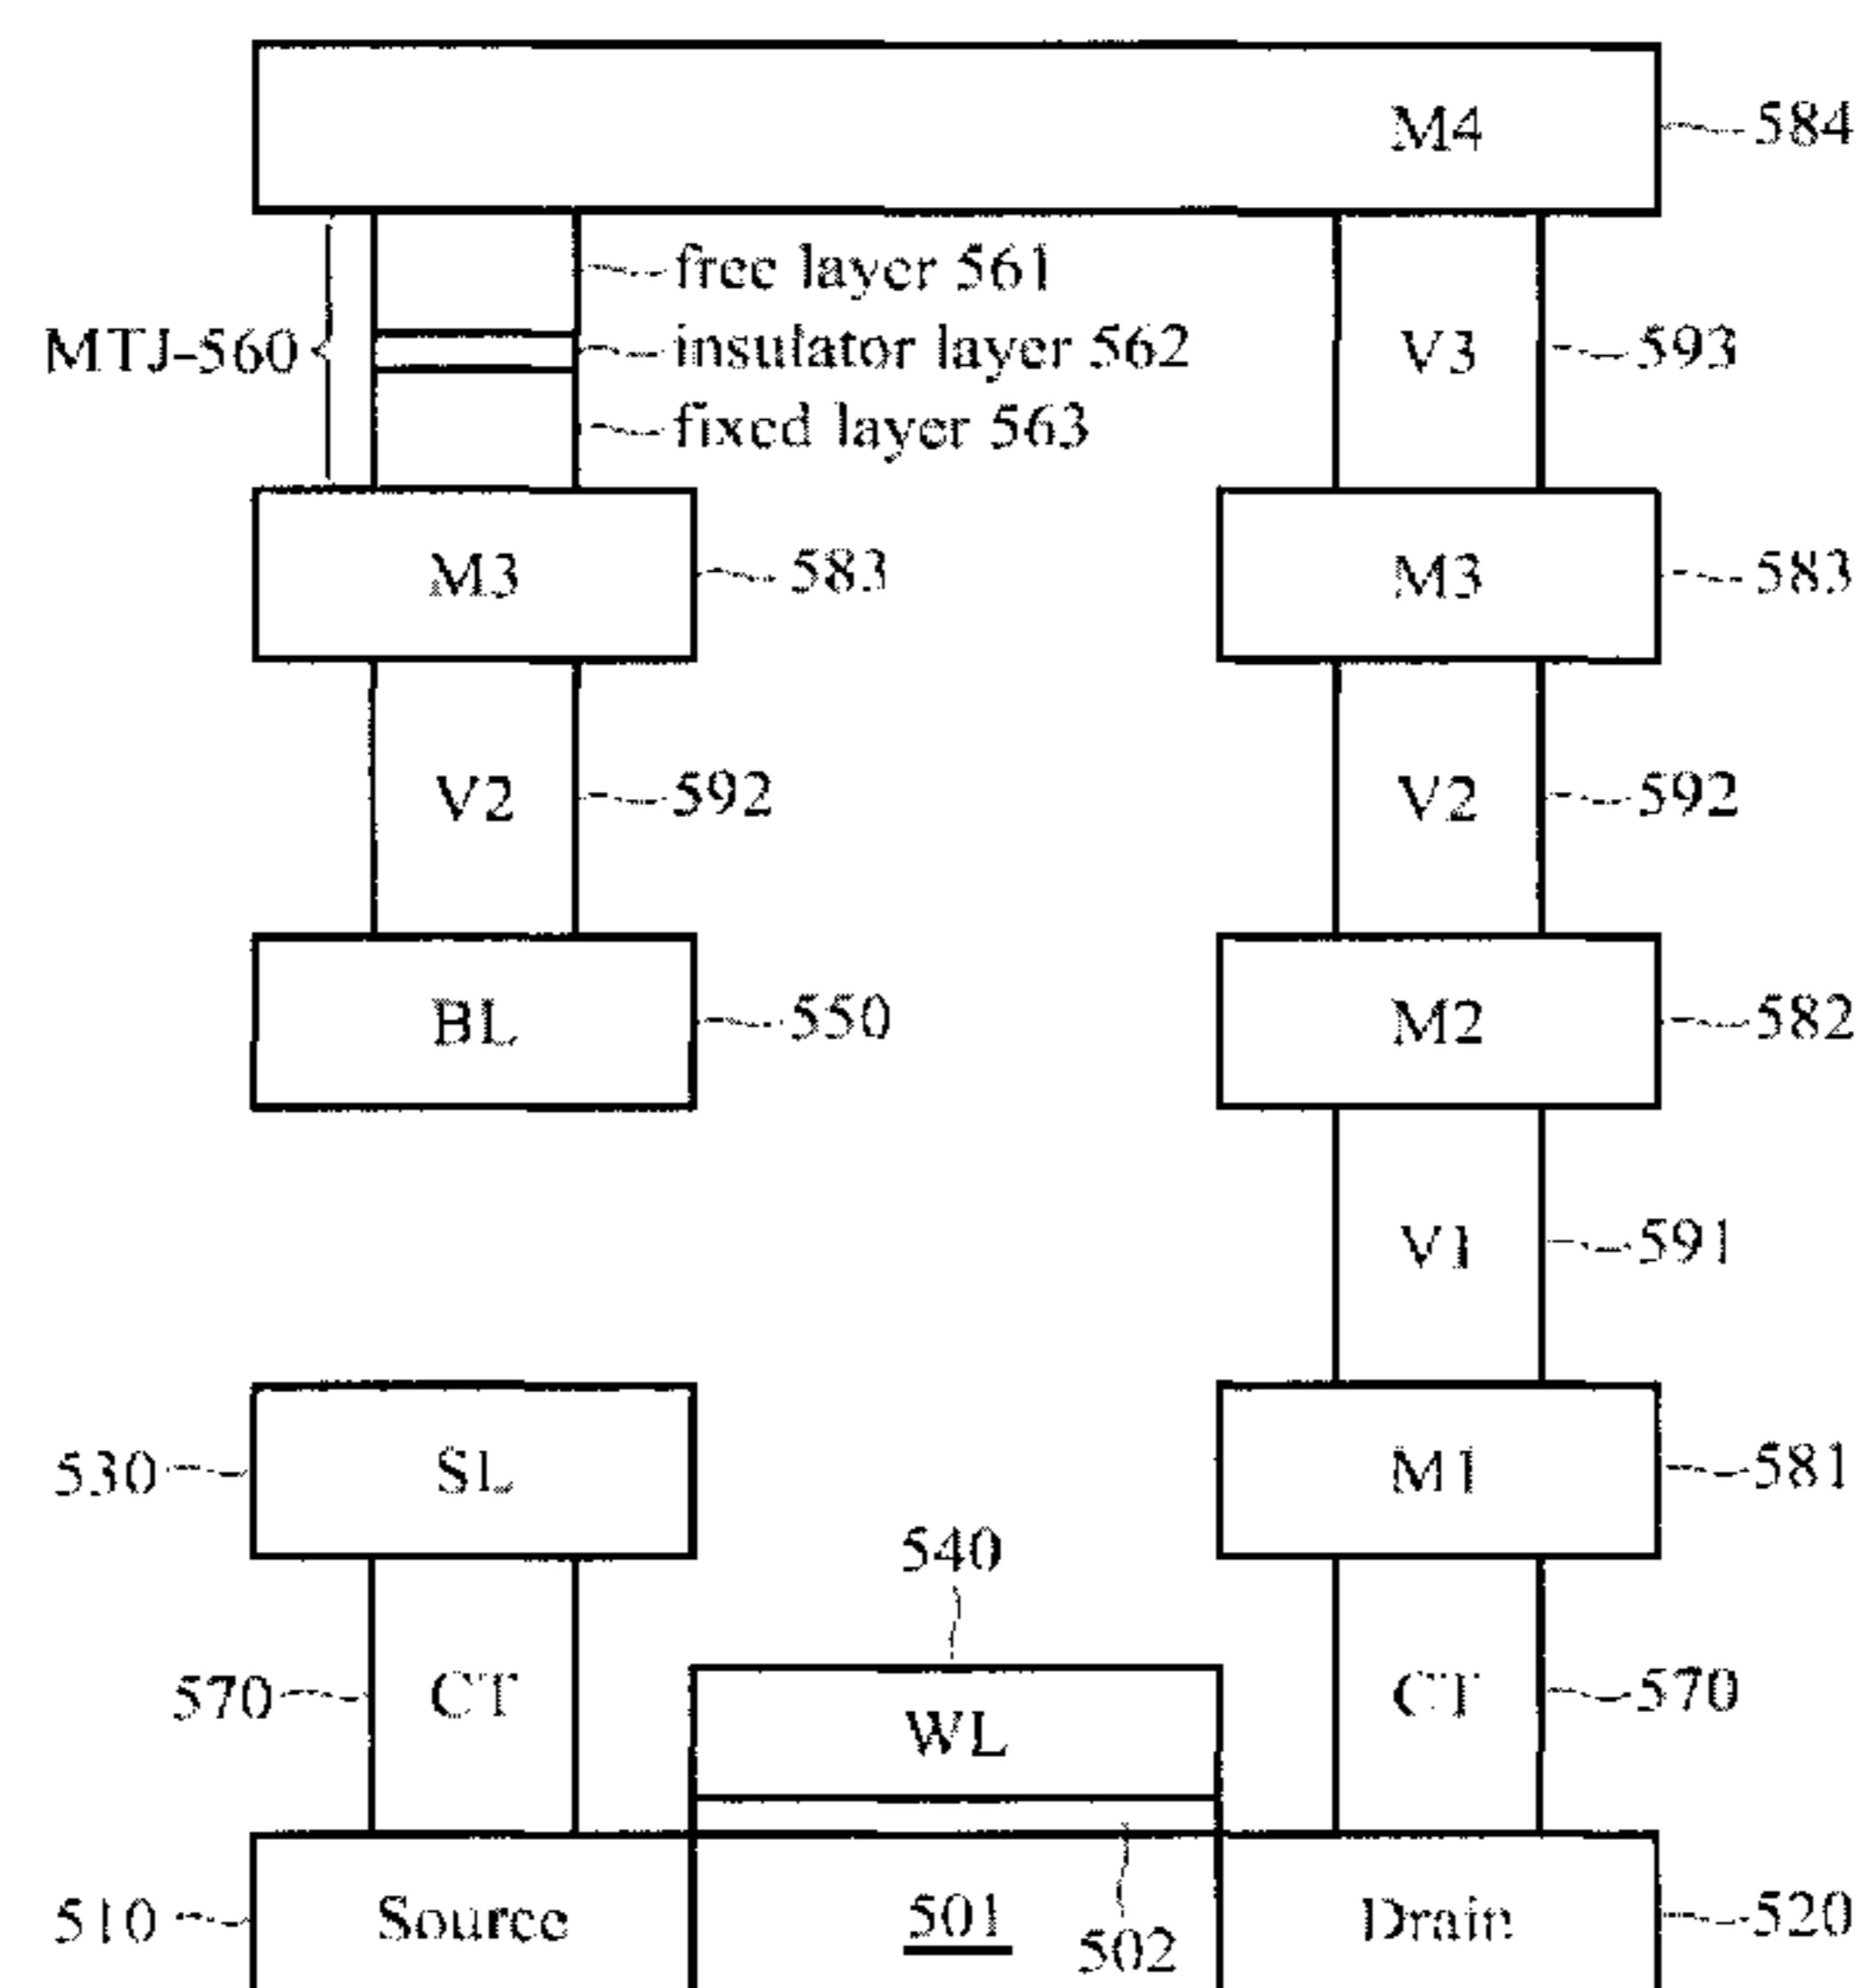 M4 584
free layer 561
MTJ-560 insulator layer 562 V3 593
fixed layer 563
M3 583 M3 583
V2 592 V2 592
BL 550 M2 582
V1 591
530 SL M1 581
540
570 CT CT 570
WL
510 Source 501 502 Drain 520